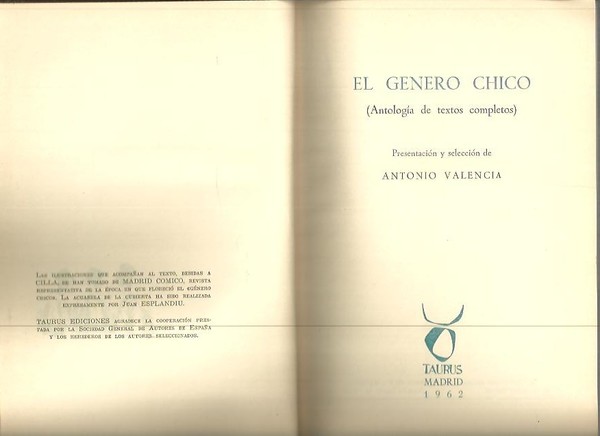 LAS ILUSTRACIONES QUE ACOMPAÑAN AL TEXTO, DEBIDAS A
CILLA, SE HAN TOMADO DE MADRID COMICO, REVISTA
REPRESENTATIVA DE LA ÉPOCA EN QUE FLORECIÓ EL «GÉNERO
CHICO». LA ACUARELA DE LA CUBIERTA HA SIDO REALIZADA
EXPRESAMENTE POR JUAN ESPLANDIU.
TAURUS EDICIONES AGRADECE LA COOPERACIÓN PRES-
TADA POR LA SOCIEDAD GENERAL DE AUTORES DE ESPAÑA
Y LOS HEREDEROS DE LOS AUTORES SELECCIONADOS.
EL GENERO CHICO
(Antología de textos completos)
Presentación y selección de
ANTONIO VALENCIA
TAURUS
MADRID
1962